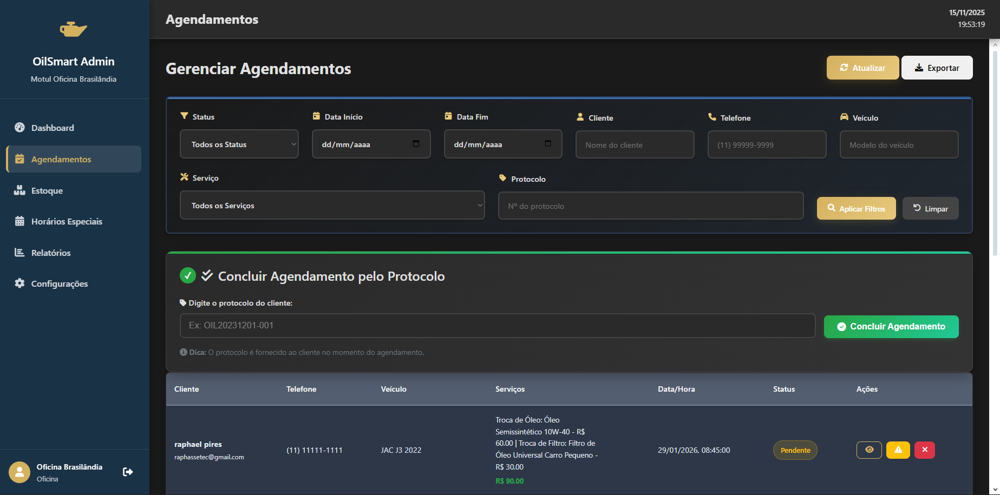 OilSmart Admin
Motul Oficina Brasilândia
Dashboard
Agendamentos
Estoque
Horários Especiais
Relatórios
Configurações
Oficina Brasilândia
Oficina
Agendamentos
15/11/2025
19:53:19
Gerenciar Agendamentos
Atualizar
Exportar
Status
Data Início
Data Fim
Cliente
Telefone
Veículo
Todos os Status
dd/mm/aaaa
dd/mm/aaaa
Nome do cliente
(11) 99999-9999
Modelo do veículo
Serviço
Protocolo
Todos os Serviços
Nº do protocolo
Aplicar Filtros
Limpar
Concluir Agendamento pelo Protocolo
Digite o protocolo do cliente:
Ex: OIL20231201-001
Concluir Agendamento
Dica: O protocolo é fornecido ao cliente no momento do agendamento.
Cliente
Telefone
Veículo
Serviços
Data/Hora
Status
Ações
raphael pires
raphassetec@gmail.com
(11) 11111-1111
JAC J3 2022
Troca de Óleo: Óleo
Semissintético 10W-40 - R$
60.00 | Troca de Filtro: Filtro de
Óleo Universal Carro Pequeno -
R$ 30.00
R$ 90.00
29/01/2026, 08:45:00
Pendente